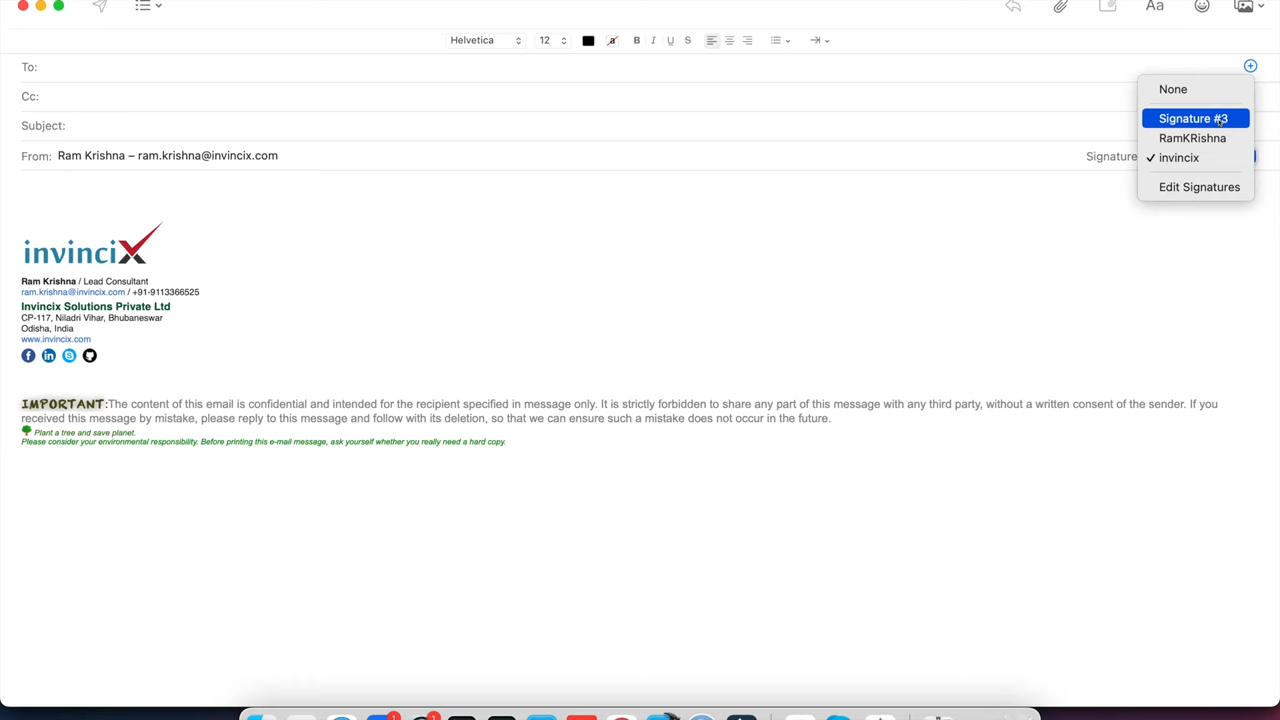 Aa
Helvetica 12 a B I U S
To:
None
Cc:
Signature #3
Subject:
RamKRishna
From: Ram Krishna – ram.krishna@invincix.com Signature ✓ invincix
Edit Signatures
invincix
Ram Krishna / Lead Consultant
ram.krishna@invincix.com / +91-9113366525
Invincix Solutions Private Ltd
CP-117, Niladri Vihar, Bhubaneswar
Odisha, India
www.invincix.com
f in S
IMPORTANT:The content of this email is confidential and intended for the recipient specified in message only. It is strictly forbidden to share any part of this message with any third party, without a written consent of the sender. If you
received this message by mistake, please reply to this message and follow with its deletion, so that we can ensure such a mistake does not occur in the future.
Plant a tree and save planet.
Please consider your environmental responsibility. Before printing this e-mail message, ask yourself whether you really need a hard copy.
1 1